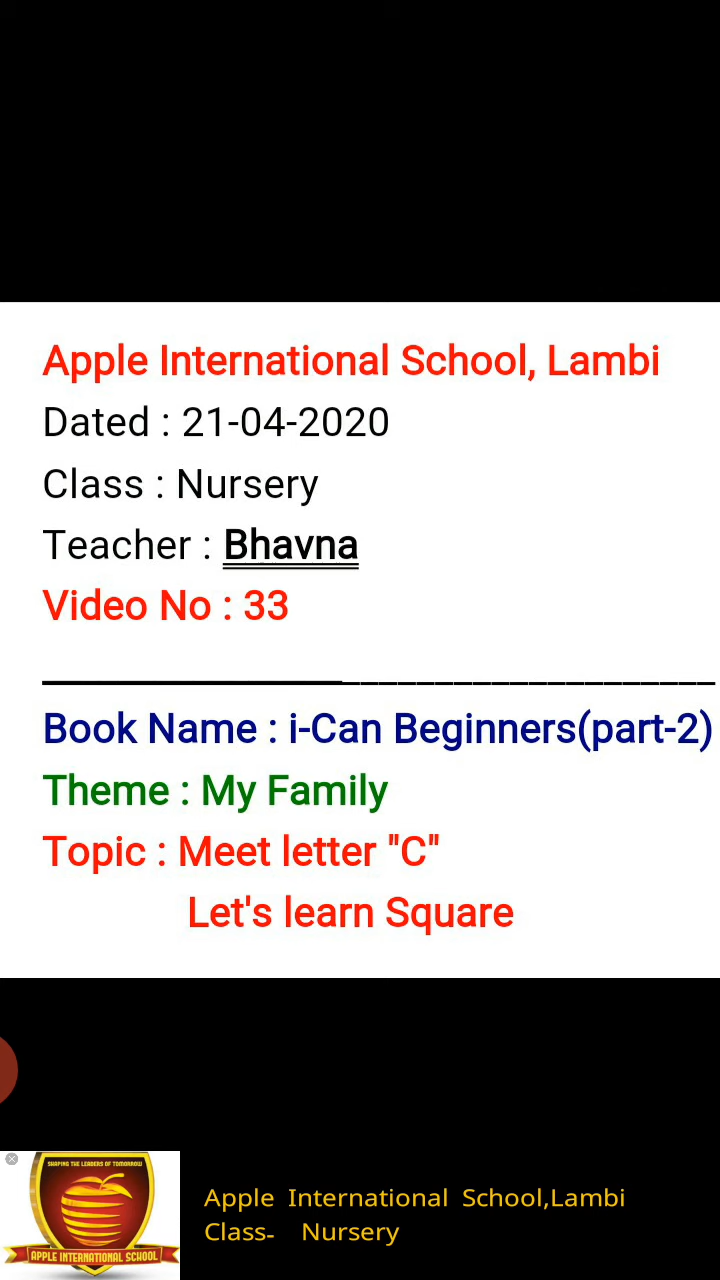 Apple International School, Lambi
Dated : 21-04-2020
Class : Nursery
Teacher : Bhavna
Video No : 33
Book Name : i-Can Beginners(part-2)
Theme : My Family
Topic : Meet letter "C"
Let's learn Square
SHAPING THE LEADERS OF TOMORROW
APPLE INTERNATIONAL SCHOOL
Apple International School,Lambi
Class- Nursery